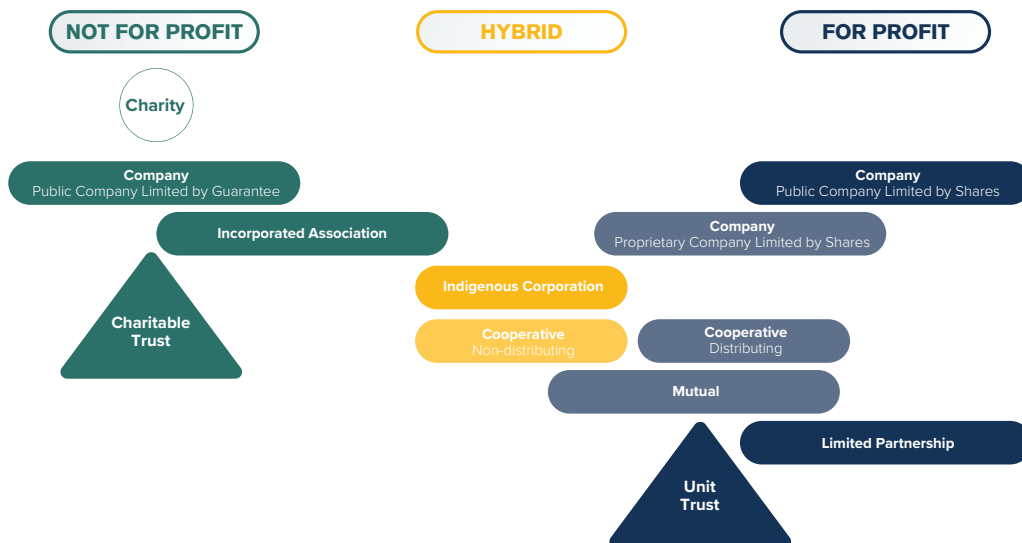 NOT FOR PROFIT
HYBRID
FOR PROFIT
Charity
Company
Public Company Limited by Guarantee
Company
Public Company Limited by Shares
Incorporated Association
Company
Proprietary Company Limited by Shares
Indigenous Corporation
Charitable
Trust
Cooperative
Non-distributing
Cooperative
Distributing
Mutual
Limited Partnership
Unit
Trust